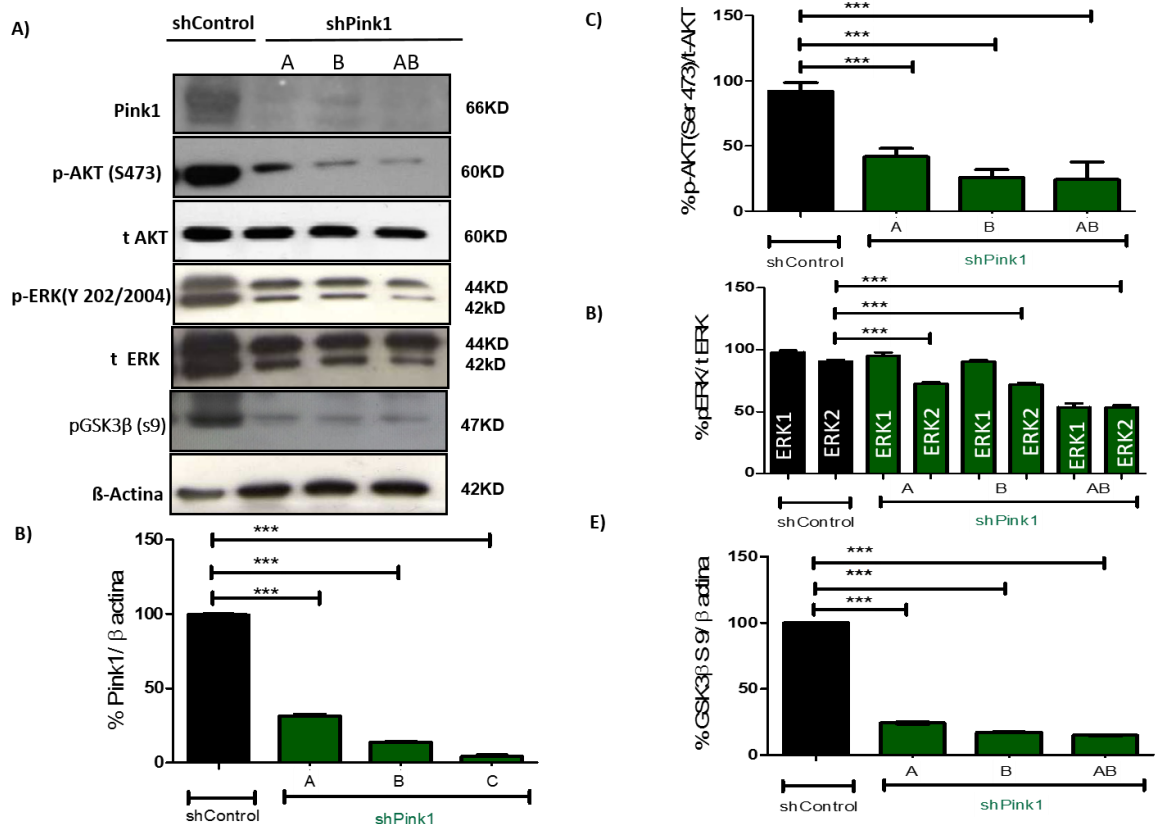 A)
shControl shPink1
A B AB
Pink1 66KD
p-AKT (S473) 60KD
t AKT 60KD
p-ERK(Y 202/2004) 44KD
42kD
t ERK 44KD
42kD
pGSK3β (s9) 47KD
ß-Actina 42KD
B)
% Pink1/ β actina
150
100
50
0
***
***
***
A B C
shControl shPink1
C)
%p-AKT(Ser 473)/t-AKT
150
100
50
0
***
***
***
A B AB
shControl shPink1
B)
%pERK/ t ERK
150
100
50
0
***
***
***
ERK1 ERK2 ERK1 ERK2 ERK1 ERK2 ERK1 ERK2
A B AB
shControl shPink1
E)
%GSK3β S 9/ β actina
150
100
50
0
***
***
***
A B AB
shControl shPink1